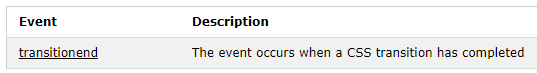 Event Description
transitionend The event occurs when a CSS transition has completed